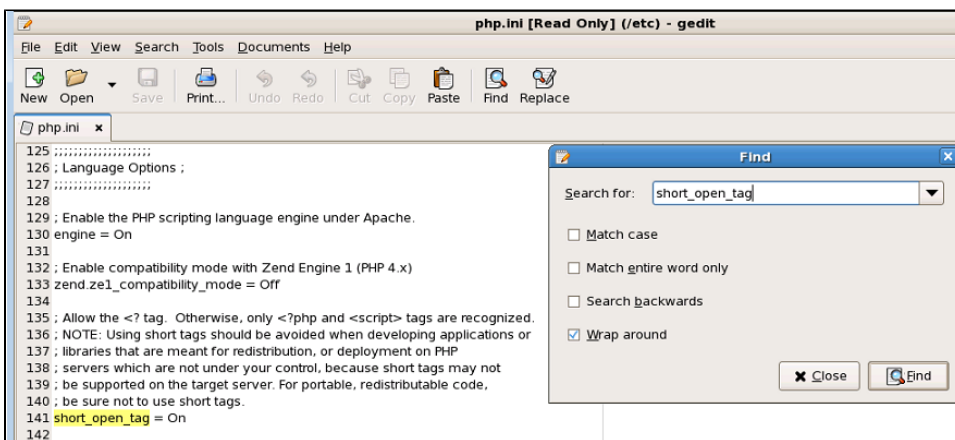 php.ini [Read Only] (/etc) - gedit
File Edit View Search Tools Documents Help
New Open Save Print... Undo Redo Cut Copy Paste Find Replace
php.ini x
125 ;;;;;;;;;;;;;;;;;;;;
126 ; Language Options ;
127 ;;;;;;;;;;;;;;;;;;;;
128
129 ; Enable the PHP scripting language engine under Apache.
130 engine = On
131
132 ; Enable compatibility mode with Zend Engine 1 (PHP 4.x)
133 zend.ze1_compatibility_mode = Off
134
135 ; Allow the <? tag.  Otherwise, only <?php and <script> tags are recognized.
136 ; NOTE: Using short tags should be avoided when developing applications or
137 ; libraries that are meant for redistribution, or deployment on PHP
138 ; servers which are not under your control, because short tags may not
139 ; be supported on the target server. For portable, redistributable code,
140 ; be sure not to use short tags.
141 short_open_tag = On
142
Find
Search for: short_open_tag
Match case
Match entire word only
Search backwards
Wrap around
Close Find